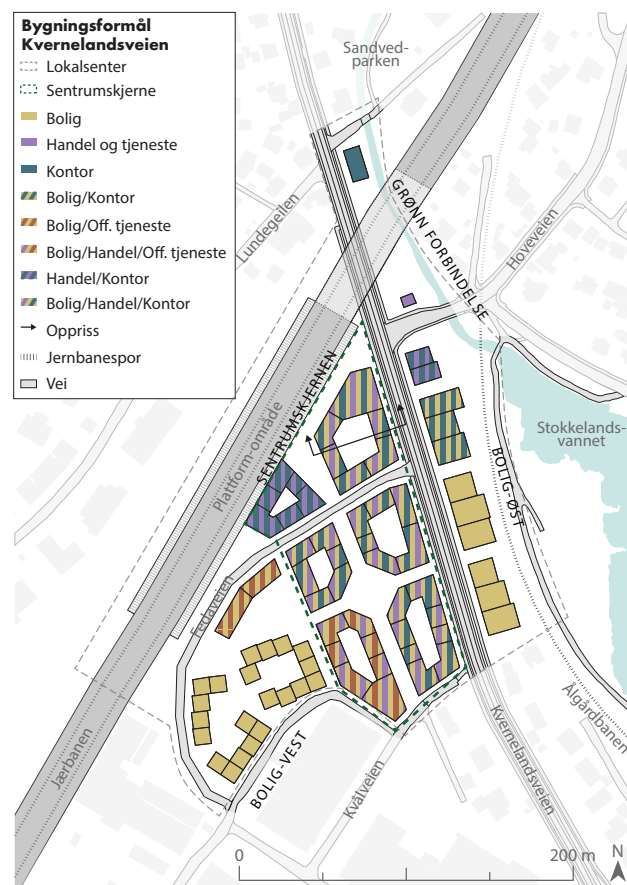 Bygningsformål
Kvernelandsveien
Lokalsenter
Sentrumskjerne
Bolig
Handel og tjeneste
Kontor
Bolig/Kontor
Bolig/Off. tjeneste
Bolig/Handel/Off. tjeneste
Handel/Kontor
Bolig/Handel/Kontor
Oppriss
Jernbanespor
Vei
Sandved-
parken
Lundegeilen
GRØNN FORBINDELSE
Hoveveien
SENTRUMSKJERNEN
Platform-område
Stokkelands-
vannet
BOLIG-ØST
Fedaveien
Jærbanen
BOLIG-VEST
Kvålveien
Kvernelandsveien
Ålgårdbanen
0
200 m
N